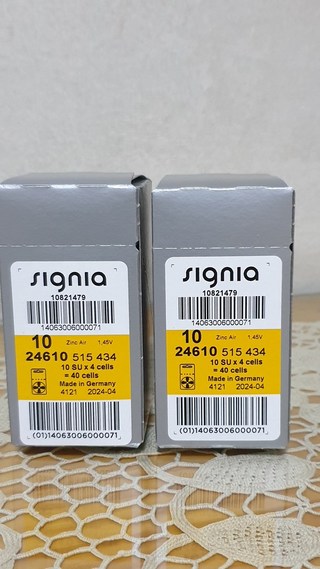 signia
10821479
14063006000071
10 Zinc Air 1,45V
24610 515 434
10 SU x 4 cells
= 40 cells
Made in Germany
4121 2024-04
(01)14063006000071
signia
10821479
14063006000071
10 Zinc Air 1,45V
24610 515 434
10 SU x 4 cells
= 40 cells
Made in Germany
4121 2024-04
(01)14063006000071